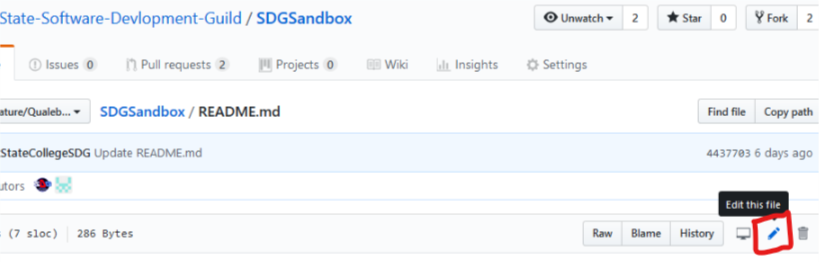 State-Software-Devlopment-Guild / SDGSandbox
Unwatch 2 Star 0 Fork 2
Issues 0 Pull requests 2 Projects 0 Wiki Insights Settings
ature/Qualeb... SDGSandbox / README.md Find file Copy path
StateCollegeSDG Update README.md 4437703 6 days ago
utors
Edit this file
(7 sloc) 286 Bytes Raw Blame History